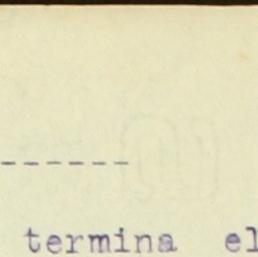 ------
termina el